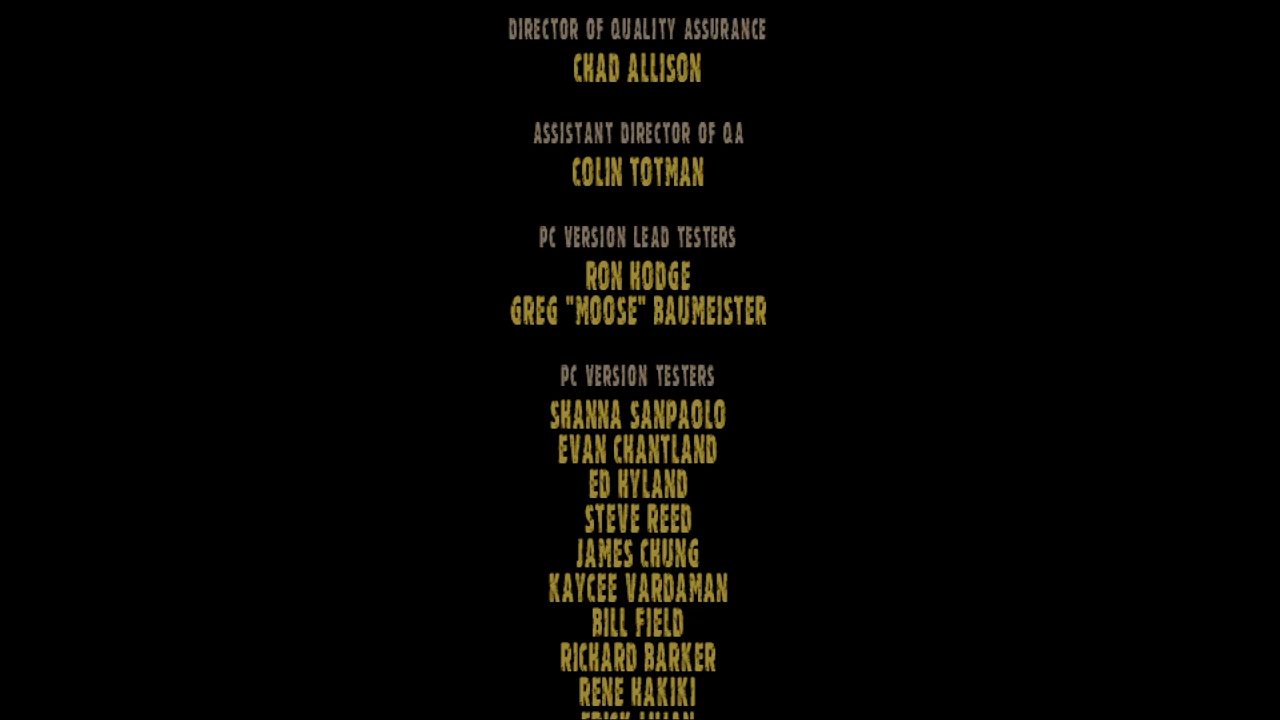 DIRECTOR OF QUALITY ASSURANCE
CHAD ALLISON
ASSISTANT DIRECTOR OF QA
COLIN TOTMAN
PC VERSION LEAD TESTERS
RON HODGE
GREG "MOOSE" BAUMEISTER
PC VERSION TESTERS
SHANNA SANPAOLO
EVAN CHANTLAND
ED HYLAND
STEVE REED
JAMES CHUNG
KAYCEE VARDAMAN
BILL FIELD
RICHARD BARKER
RENE HAKIKI